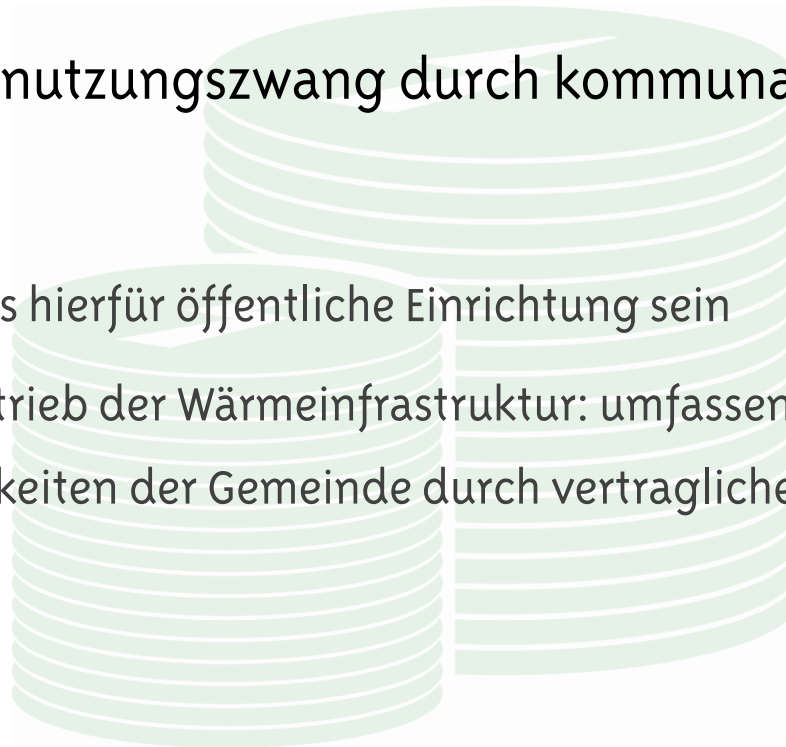 nutzungszwang durch kommuna
s hierfür öffentliche Einrichtung sein
trieb der Wärmeinfrastruktur: umfassen
keiten der Gemeinde durch vertragliche